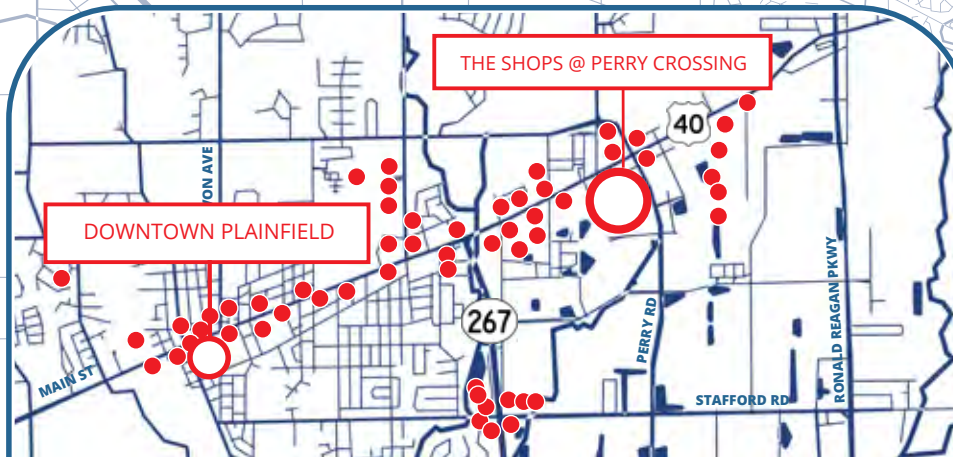 THE SHOPS @ PERRY CROSSING
40
DOWNTOWN PLAINFIELD
267
MAIN ST
PERRY RD
STAFFORD RD
RONALD REAGAN PKWY